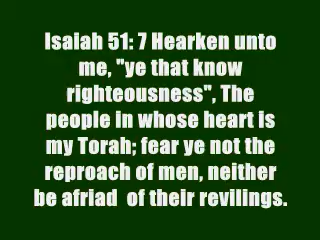 Isaiah 51: 7 Hearken unto
me, "ye that know
righteousness", The
people in whose heart is
my Torah; fear ye not the
reproach of men, neither
be afriad  of their revilings.